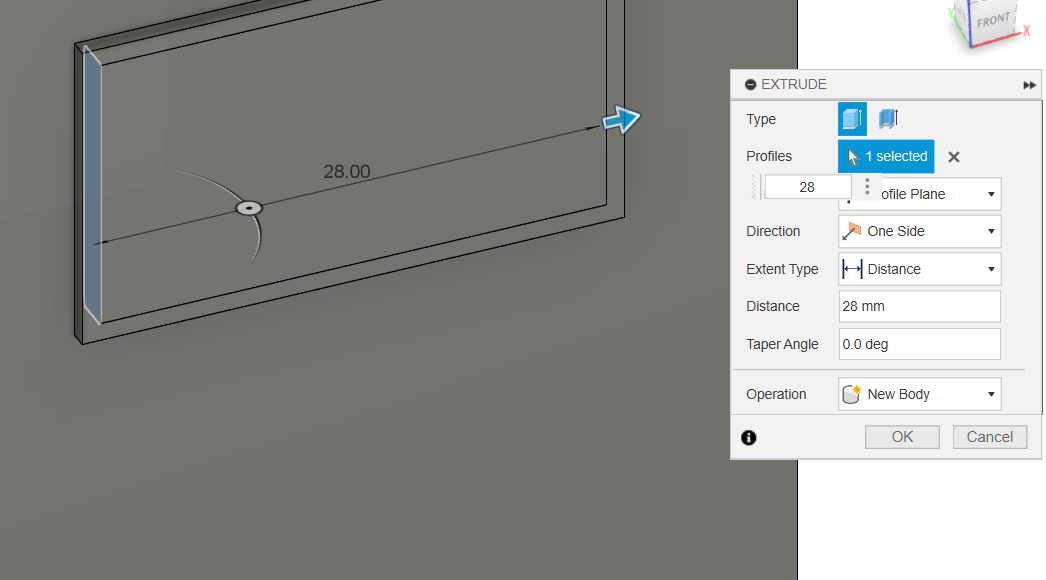 FRONT
X
EXTRUDE
Type
Profiles 1 selected
28
ofile Plane
Direction One Side
Extent Type Distance
Distance 28 mm
Taper Angle 0.0 deg
Operation New Body
OK Cancel
28.00